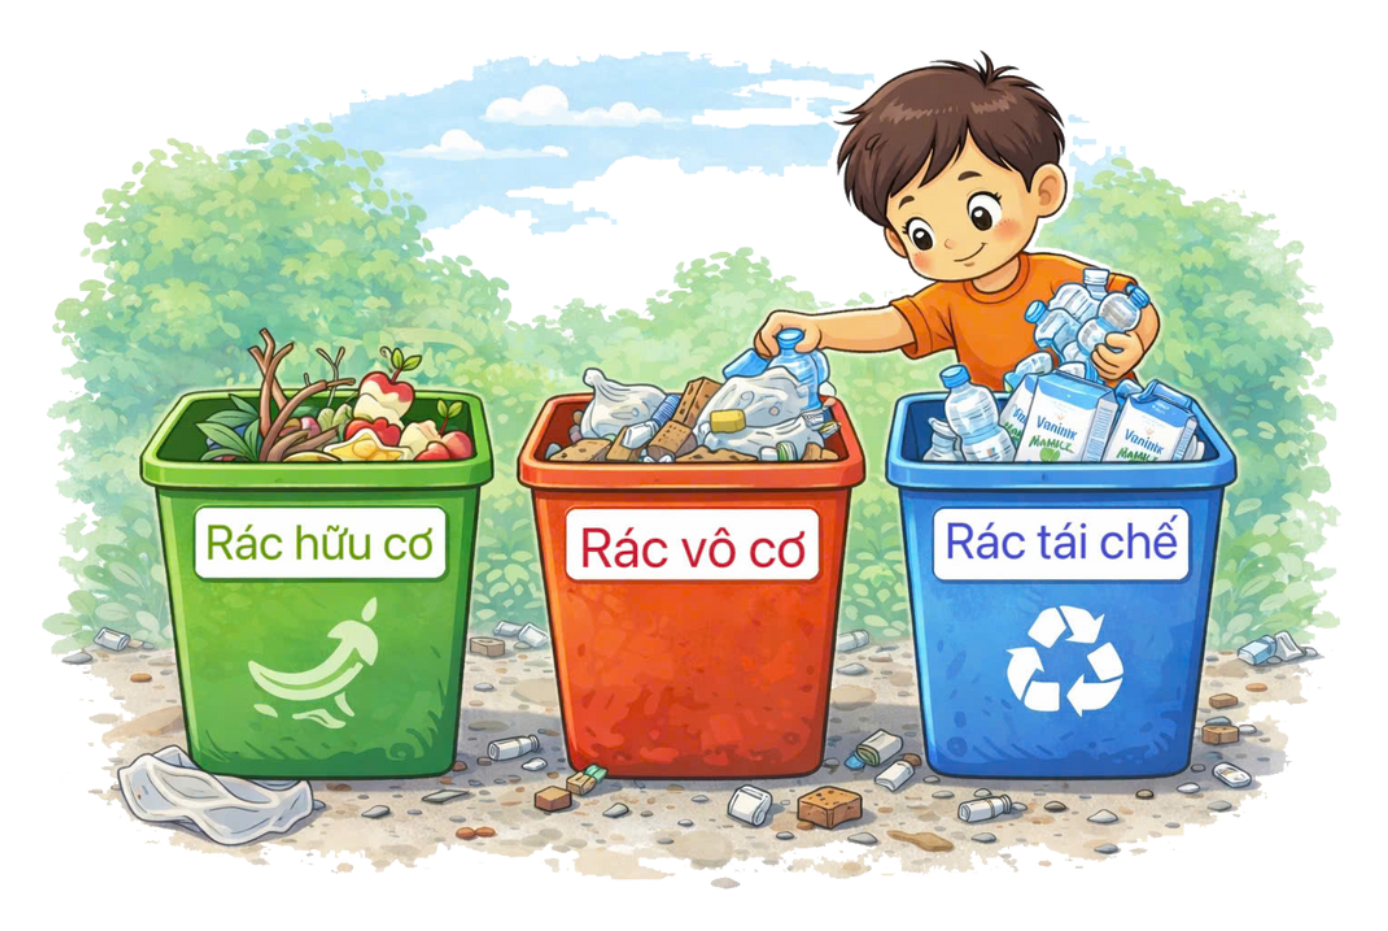 Rác hữu cơ
Rác vô cơ
Rác tái chế